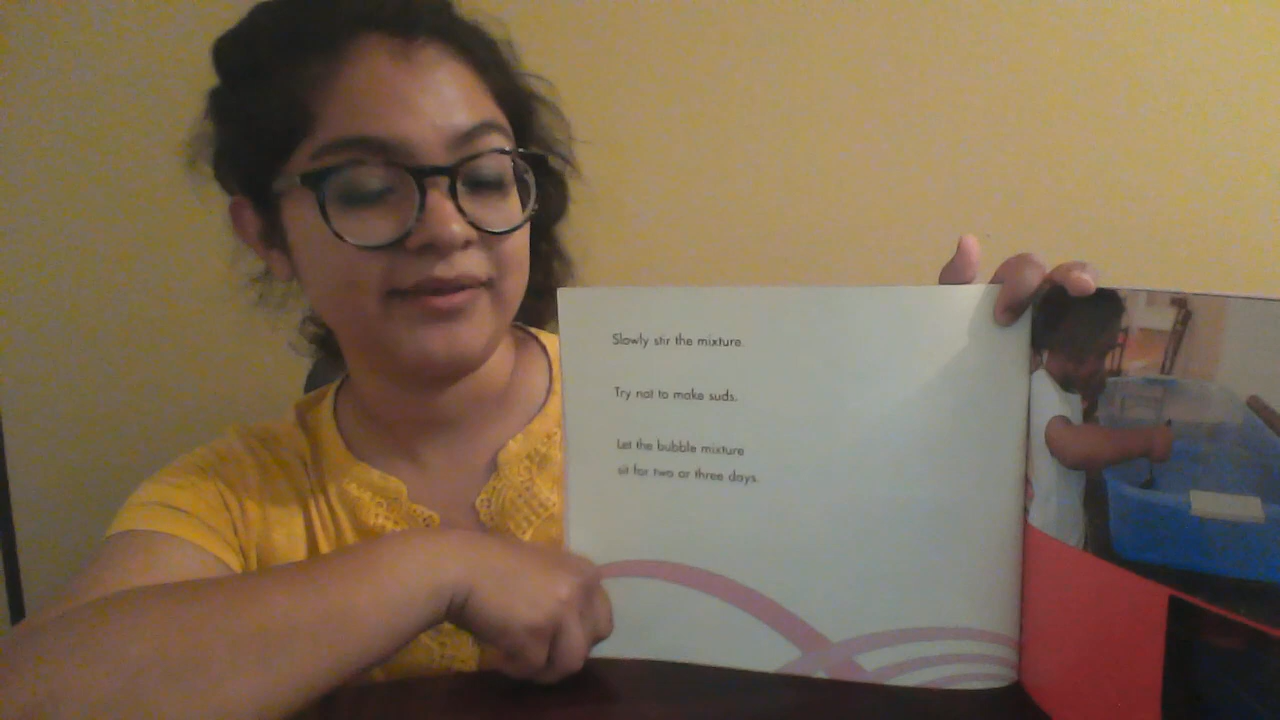 Slowly stir the mixture.
Try not to make suds.
Let the bubble mixture
sit for two or three days.